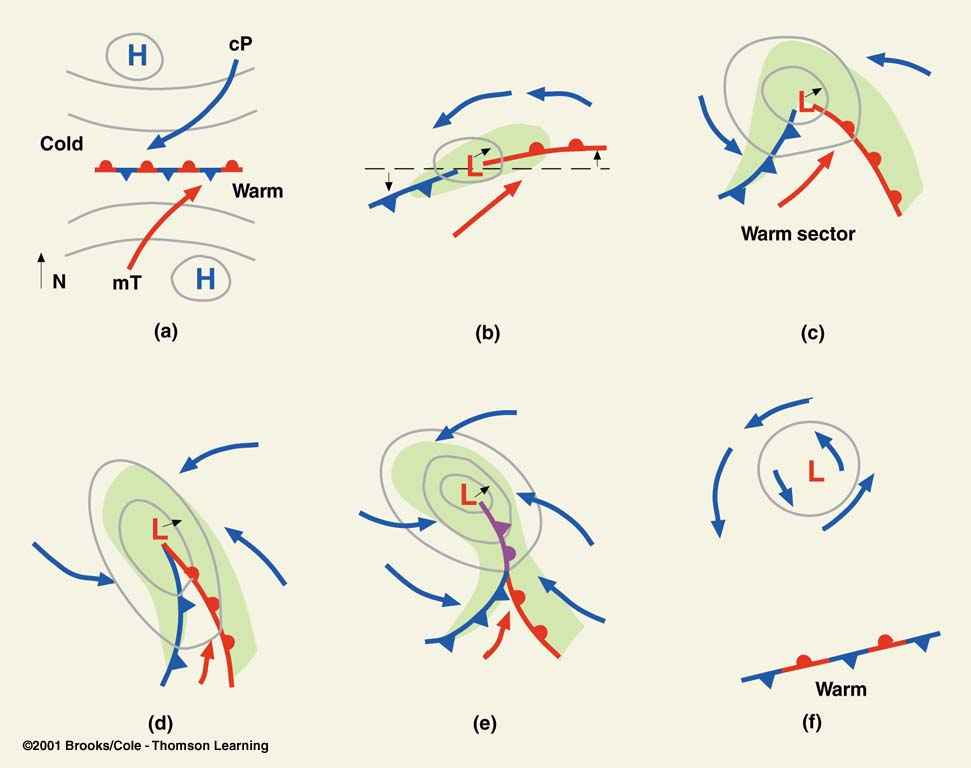 H
cP
Cold
Warm
N
mT
H
(a)
L
(b)
L
Warm sector
(c)
L
(d)
L
(e)
L
Warm
(f)
©2001 Brooks/Cole - Thomson Learning